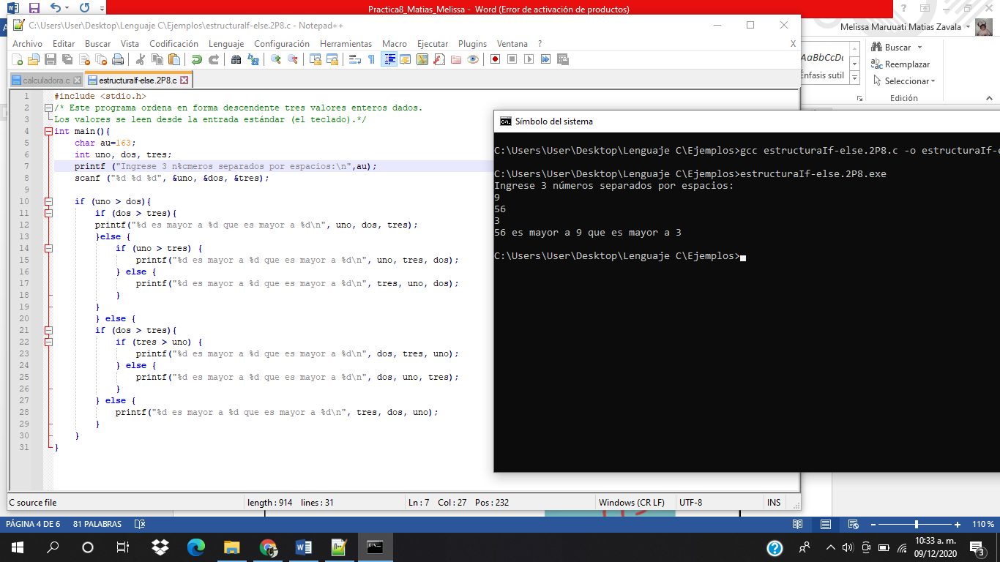 Practica8_Matias_Melissa - Word (Error de activación de productos)
C:\Users\User\Desktop\Lenguaje C\Ejemplos\estructuraIf-else.2P8.c - Notepad++
Melissa Maruuati Matias Zavala
Archivo Editar Buscar Vista Codificación Lenguaje Configuración Herramientas Macro Ejecutar Plugins Ventana ? X
AaBbCcDc
Énfasis sutil
Buscar
Reemplazar
Seleccionar
Edición
calculadora.c estructuraIf-else.2P8.c
1 #include <stdio.h>
2 /* Este programa ordena en forma descendente tres valores enteros dados.
3 Los valores se leen desde la entrada estándar (el teclado).*/
4 int main(){
5 char au=163;
6 int uno, dos, tres;
7 printf ("Ingrese 3 n%cmeros separados por espacios:\n",au);
8 scanf ("%d %d %d", &uno, &dos, &tres);
9
10 if (uno > dos){
11 if (dos > tres){
12 printf("%d es mayor a %d que es mayor a %d\n", uno, dos, tres);
13 }else {
14 if (uno > tres) {
15 printf("%d es mayor a %d que es mayor a %d\n", uno, tres, dos);
16 } else {
17 printf("%d es mayor a %d que es mayor a %d\n", tres, uno, dos);
18 }
19 }
20 } else {
21 if (dos > tres){
22 if (tres > uno) {
23 printf("%d es mayor a %d que es mayor a %d\n", dos, tres, uno);
24 } else {
25 printf("%d es mayor a %d que es mayor a %d\n", dos, uno, tres);
26 }
27 } else {
28 printf("%d es mayor a %d que es mayor a %d\n", tres, dos, uno);
29 }
30 }
31 }
Símbolo del sistema
C:\Users\User\Desktop\Lenguaje C\Ejemplos>gcc estructuraIf-else.2P8.c -o estructuraIf-e
C:\Users\User\Desktop\Lenguaje C\Ejemplos>estructuraIf-else.2P8.exe
Ingrese 3 números separados por espacios:
9
56
3
56 es mayor a 9 que es mayor a 3
C:\Users\User\Desktop\Lenguaje C\Ejemplos>
C source file length : 914 lines : 31 Ln : 7 Col : 27 Pos : 232 Windows (CR LF) UTF-8 INS
PÁGINA 4 DE 6 81 PALABRAS 110 %
10:33 a. m.
09/12/2020
3